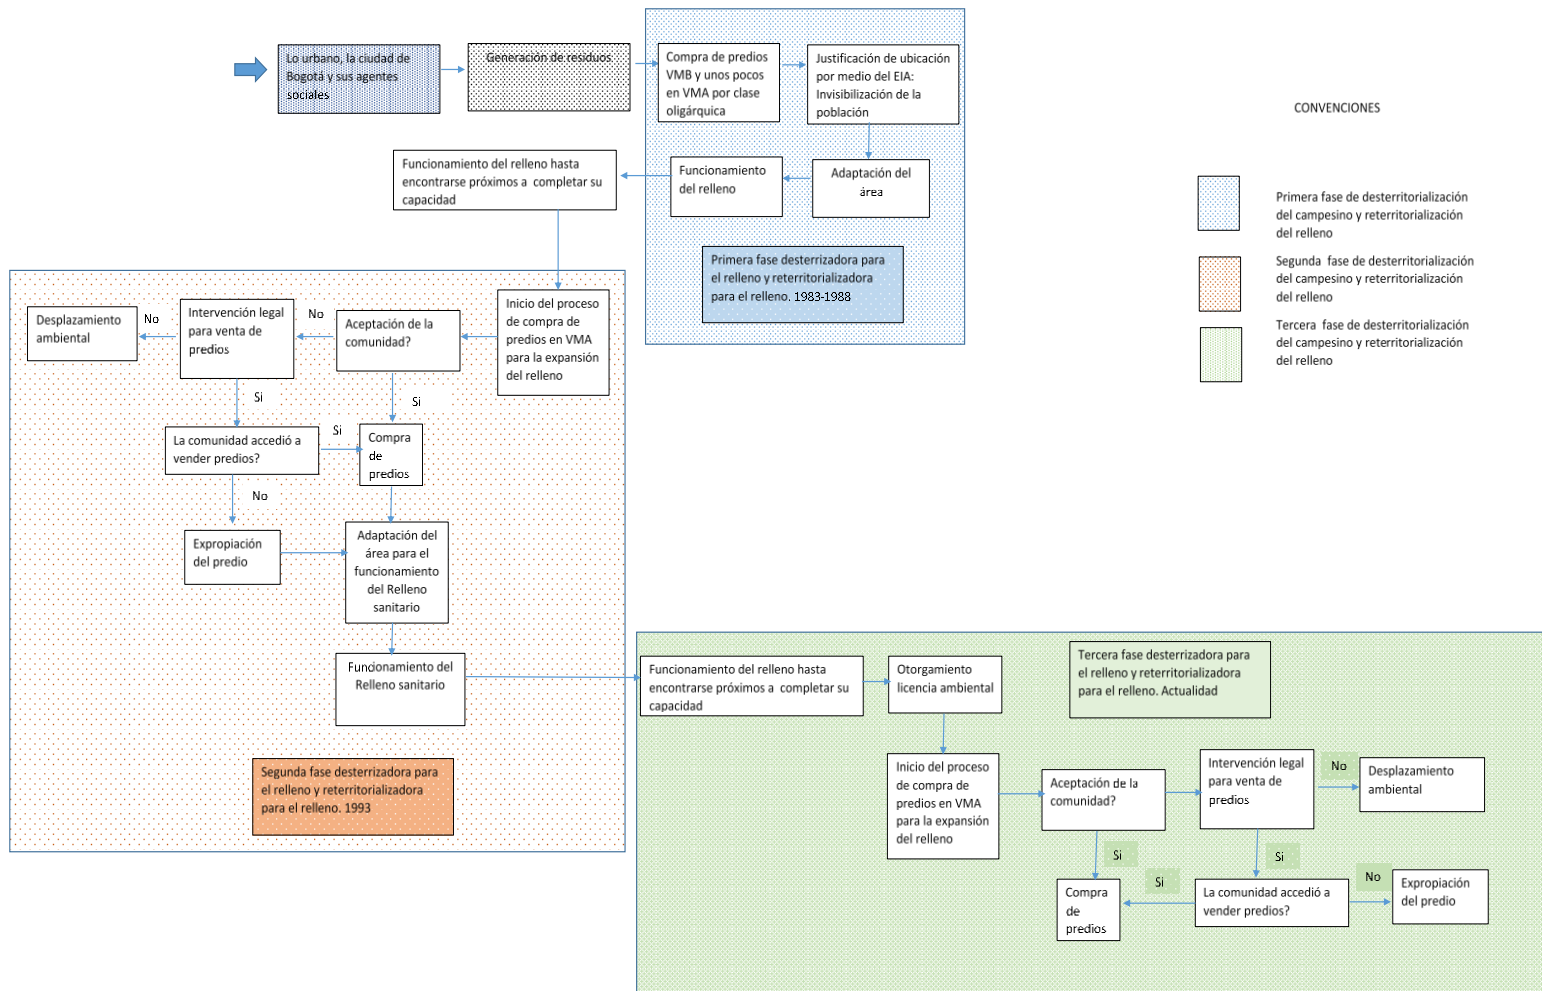 Lo urbano, la ciudad de
Bogotá y sus agentes
sociales
Generación de residuos
Compra de predios
VMB y unos pocos
en VMA por clase
oligárquica
Justificación de ubicación
por medio del EIA:
Invisibilización de la
población
Adaptación del
área
Funcionamiento
del relleno
Funcionamiento del relleno hasta
encontrarse próximos a completar su
capacidad
Primera fase desterrizadora para
el relleno y reterritorializadora
para el relleno. 1983-1988
CONVENCIONES
Primera fase de desterritorialización
del campesino y reterritorialización
del relleno
Segunda fase de desterritorialización
del campesino y reterritorialización
del relleno
Tercera fase de desterritorialización
del campesino y reterritorialización
del relleno
Inicio del proceso
de compra de
predios en VMA
para la expansión
del relleno
Aceptación de la
comunidad?
No
Intervención legal
para venta de
predios
No
Desplazamiento
ambiental
Si
Si
La comunidad accedió a
vender predios?
Si
Compra
de
predios
No
Expropiación
del predio
Adaptación del
área para el
funcionamiento
del Relleno
sanitario
Funcionamiento del
Relleno sanitario
Segunda fase desterrizadora para
el relleno y reterritorializadora
para el relleno. 1993
Funcionamiento del relleno hasta
encontrarse próximos a completar su
capacidad
Otorgamiento
licencia ambiental
Tercera fase desterrizadora para
el relleno y reterritorializadora
para el relleno. Actualidad
Inicio del proceso
de compra de
predios en VMA
para la expansión
del relleno
Aceptación de la
comunidad?
Intervención legal
para venta de
predios
No
Desplazamiento
ambiental
Si
Si
Si
No
Compra
de
predios
La comunidad accedió a
vender predios?
Expropiación
del predio